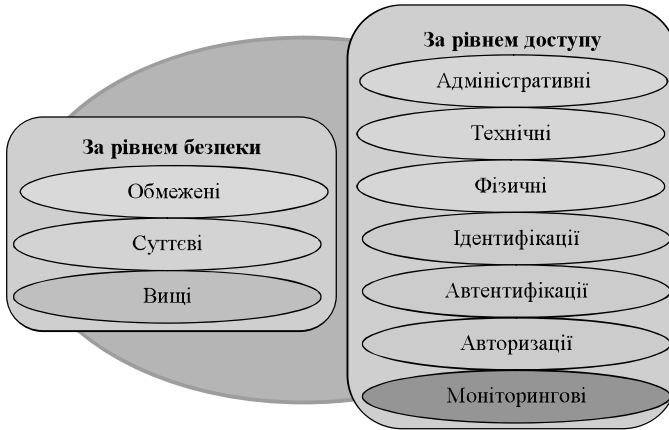 За рівнем безпеки
Обмежені
Суттєві
Вищі
За рівнем доступу
Адміністративні
Технічні
Фізичні
Ідентифікації
Автентифікації
Авторизації
Моніторингові